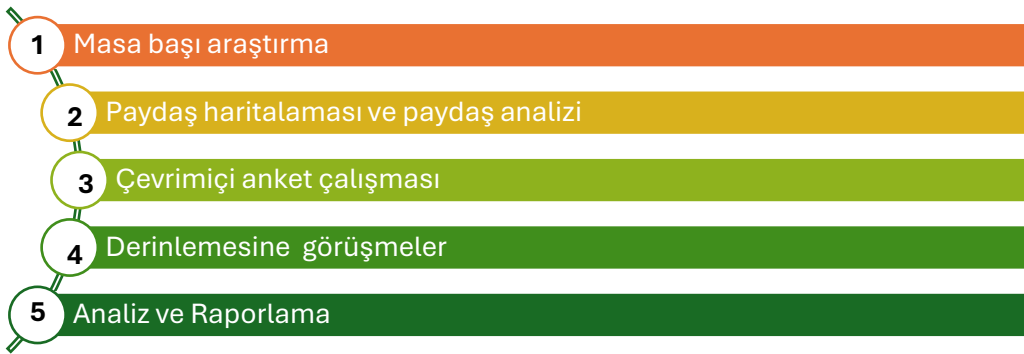 1 Masa başı araştırma
2 Paydaş haritalaması ve paydaş analizi
3 Çevrimiçi anket çalışması
4 Derinlemesine görüşmeler
5 Analiz ve Raporlama